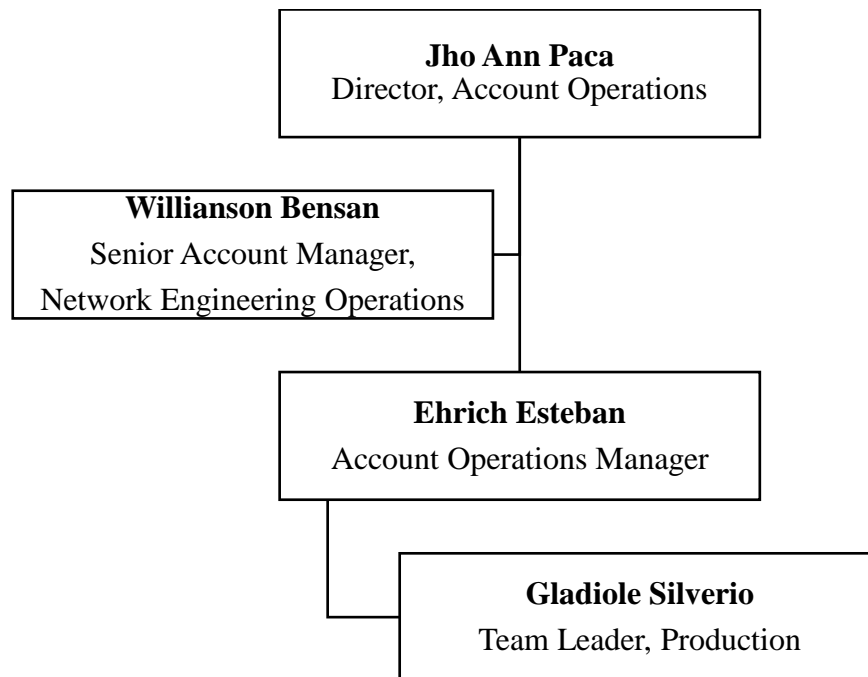 Jho Ann Paca
Director, Account Operations
Willianson Bensan
Senior Account Manager,
Network Engineering Operations
Ehrich Esteban
Account Operations Manager
Gladiole Silverio
Team Leader, Production